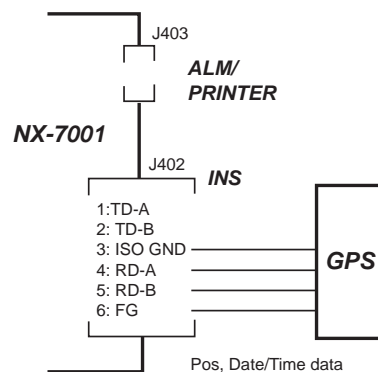 J403
ALM/
PRINTER
NX-7001
J402
INS
1:TD-A
2: TD-B
3: ISO GND
4: RD-A
5: RD-B
6: FG
GPS
Pos, Date/Time data